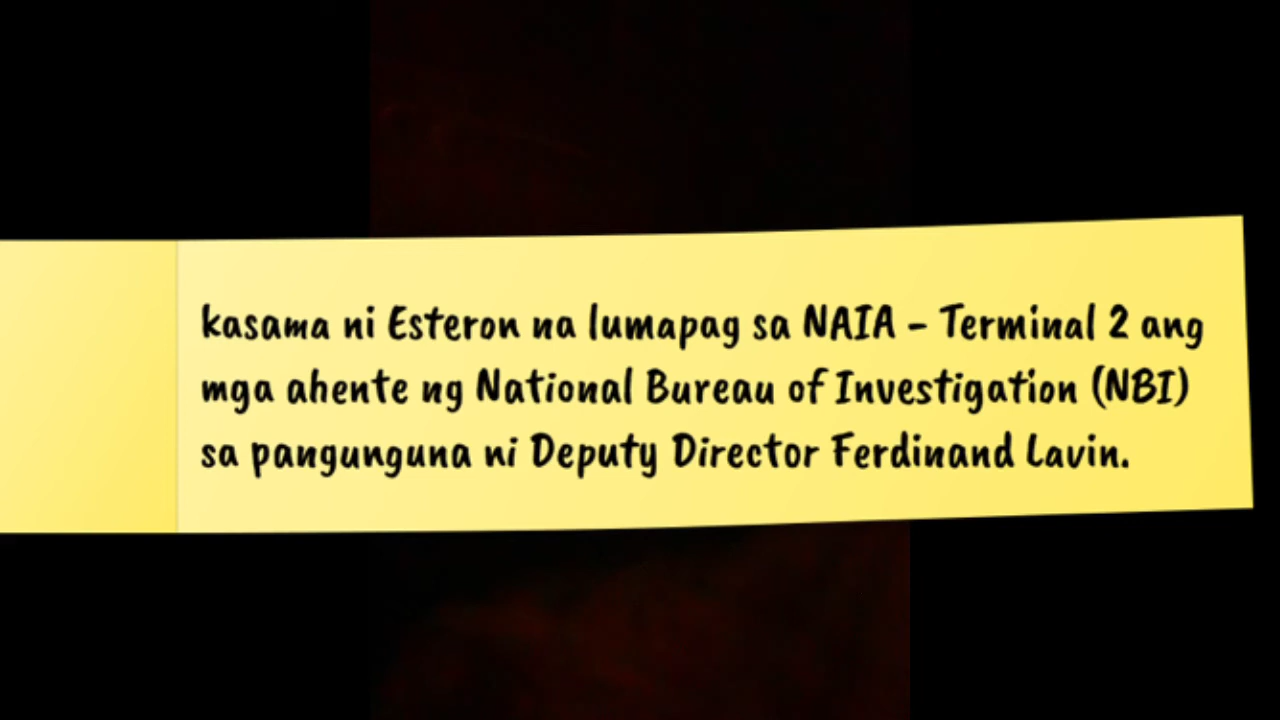 kasama ni Esteron na lumapag sa NAIA - Terminal 2 ang
mga ahente ng National Bureau of Investigation (NBI)
sa pangunguna ni Deputy Director Ferdinand Lavin.